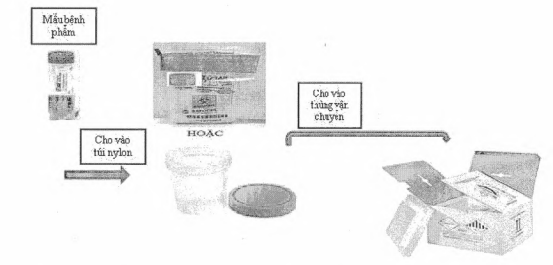 Mẫu bệnh
phẩm
HOẶC
Cho vào
túi nylon
Cho vào
thùng vận
chuyển